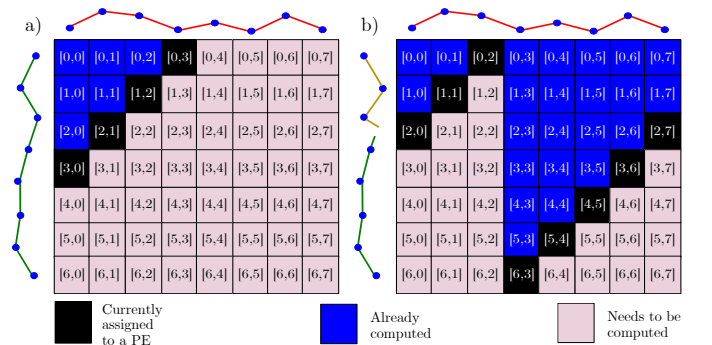 a)
b)
[0,0] [0,1] [0,2] [0,3] [0,4] [0,5] [0,6] [0,7]
[1,0] [1,1] [1,2] [1,3] [1,4] [1,5] [1,6] [1,7]
[2,0] [2,1] [2,2] [2,3] [2,4] [2,5] [2,6] [2,7]
[3,0] [3,1] [3,2] [3,3] [3,4] [3,5] [3,6] [3,7]
[4,0] [4,1] [4,2] [4,3] [4,4] [4,5] [4,6] [4,7]
[5,0] [5,1] [5,2] [5,3] [5,4] [5,5] [5,6] [5,7]
[6,0] [6,1] [6,2] [6,3] [6,4] [6,5] [6,6] [6,7]
[0,0] [0,1] [0,2] [0,3] [0,4] [0,5] [0,6] [0,7]
[1,0] [1,1] [1,2] [1,3] [1,4] [1,5] [1,6] [1,7]
[2,0] [2,1] [2,2] [2,3] [2,4] [2,5] [2,6] [2,7]
[3,0] [3,1] [3,2] [3,3] [3,4] [3,5] [3,6] [3,7]
[4,0] [4,1] [4,2] [4,3] [4,4] [4,5] [4,6] [4,7]
[5,0] [5,1] [5,2] [5,3] [5,4] [5,5] [5,6] [5,7]
[6,0] [6,1] [6,2] [6,3] [6,4] [6,5] [6,6] [6,7]
Currently
assigned
to a PE
Already
computed
Needs to be
computed